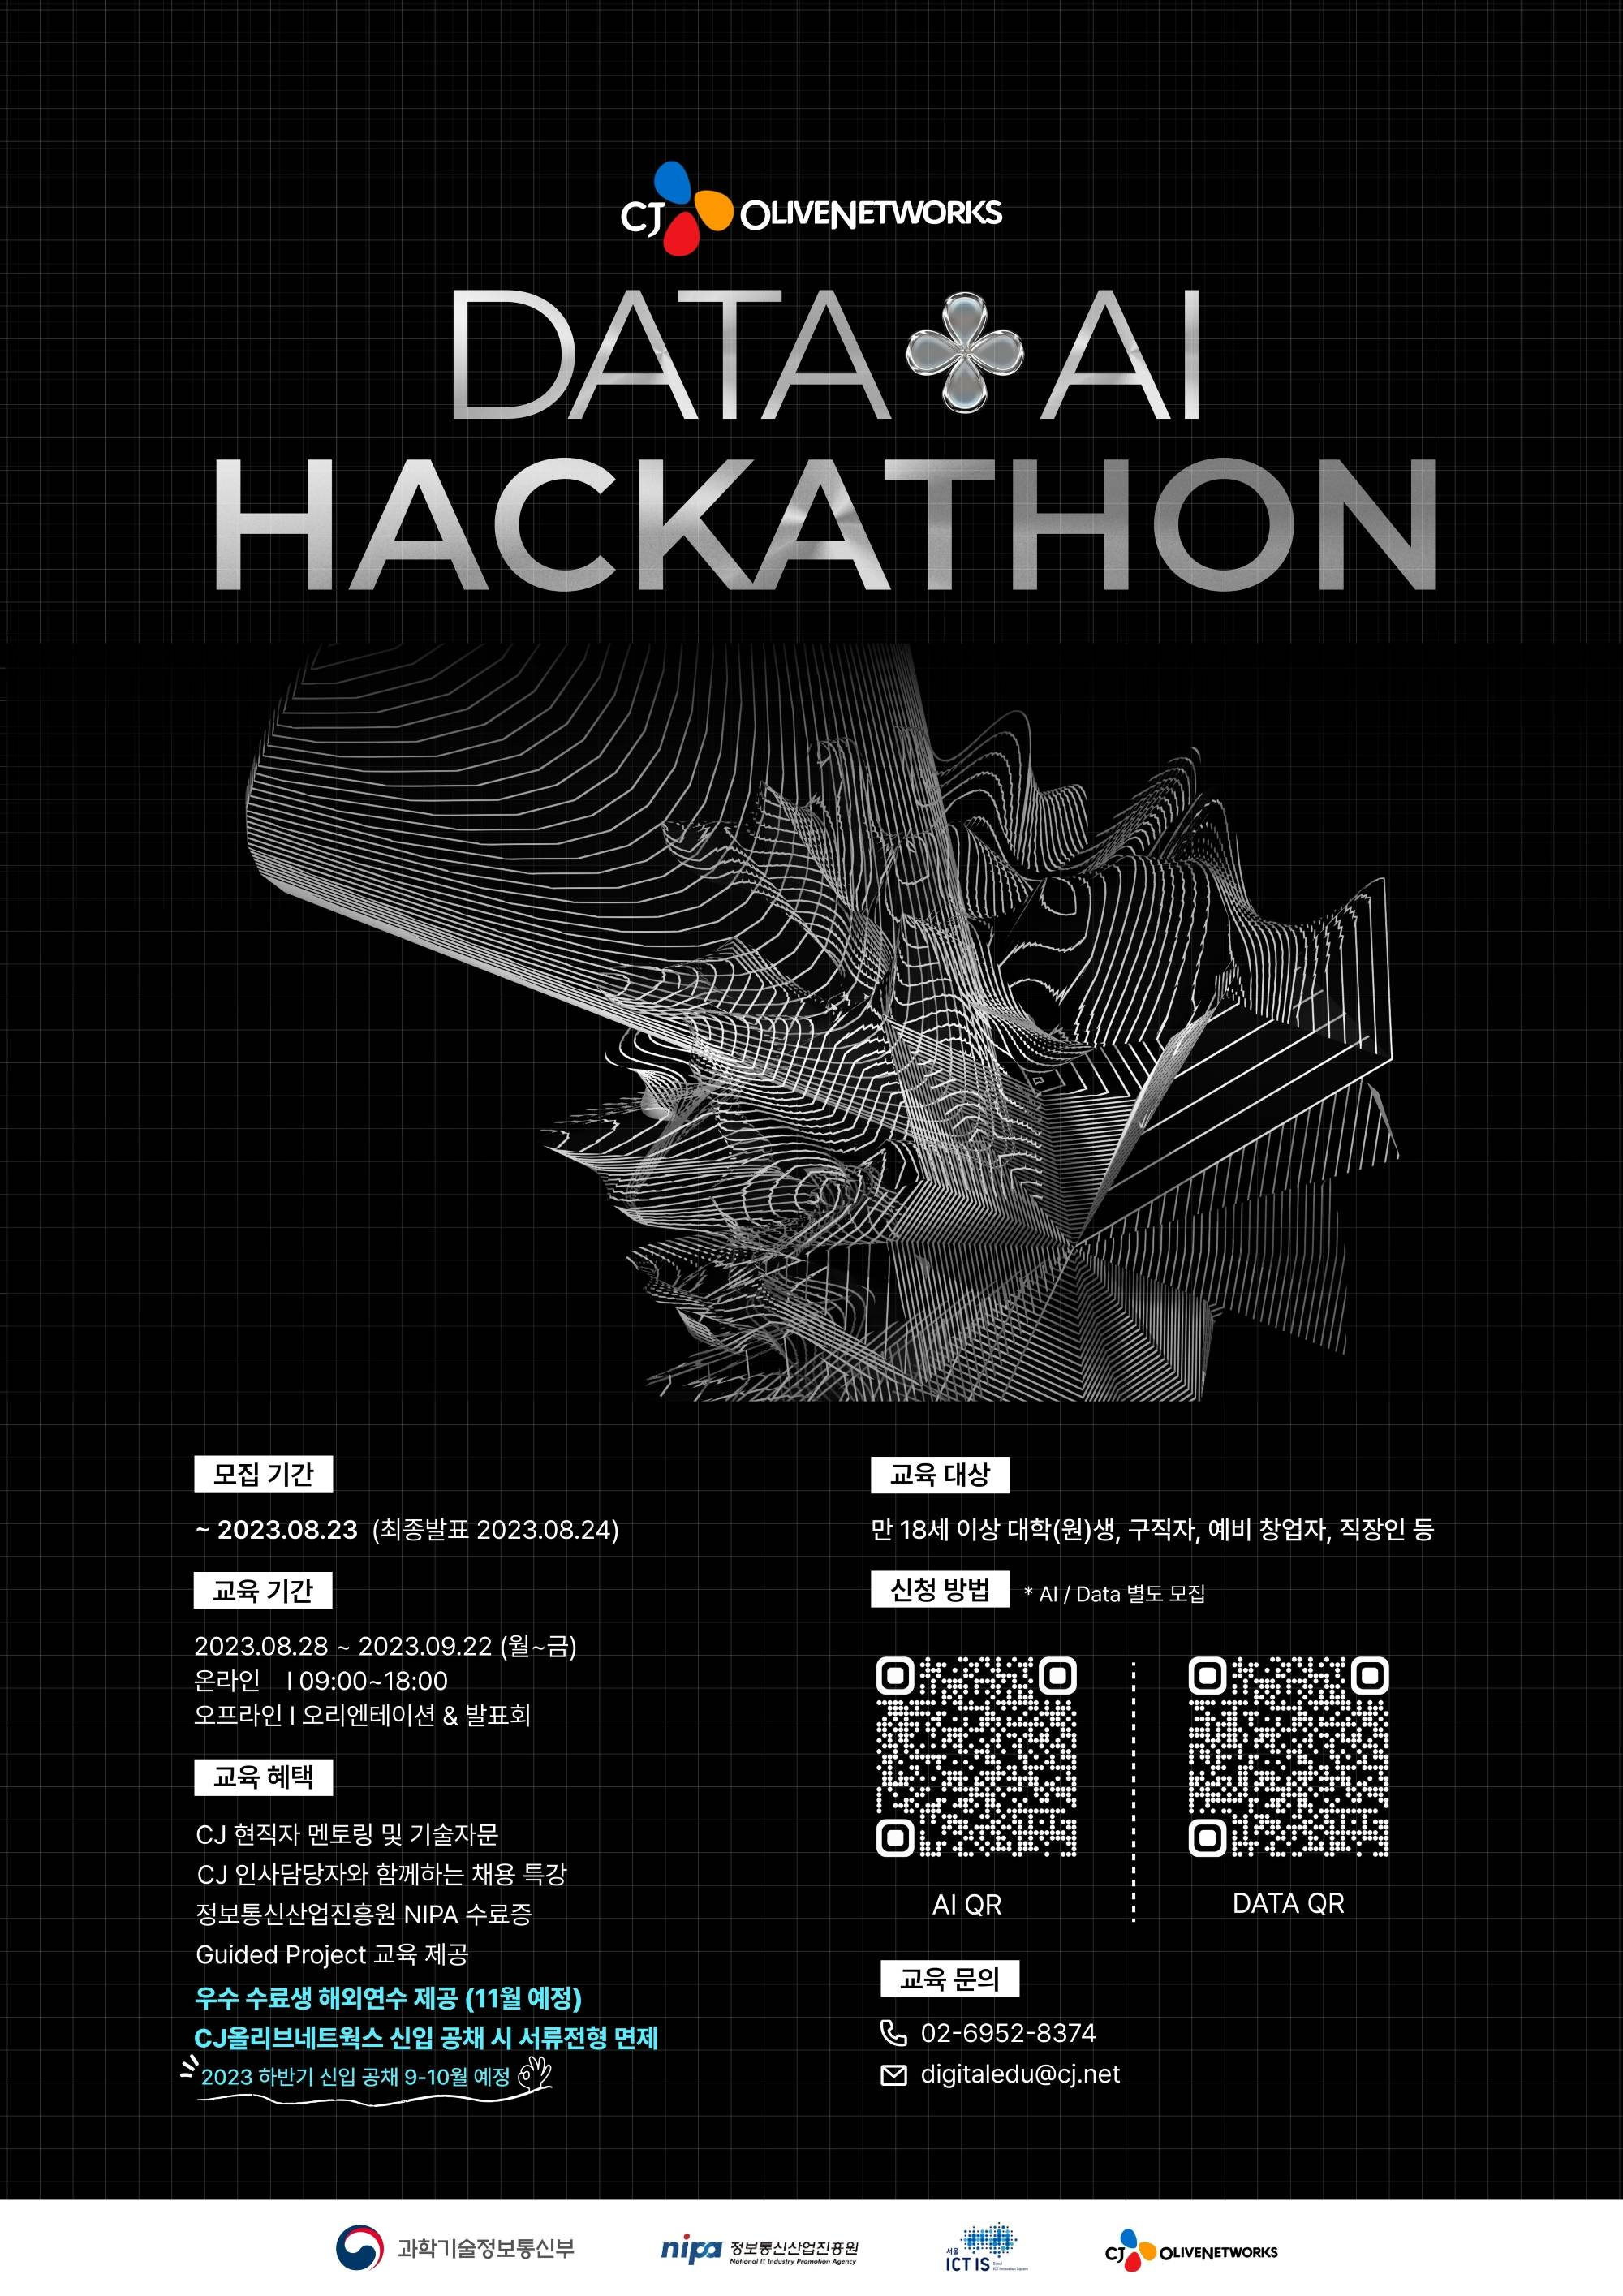 CJ OLIVENETWORKS
DATA AI
HACKATHON
모집 기간
~ 2023.08.23 (최종발표 2023.08.24)
교육 기간
2023.08.28 ~ 2023.09.22 (월~금)
온라인 I 09:00~18:00
오프라인 I 오리엔테이션 & 발표회
교육 혜택
CJ 현직자 멘토링 및 기술자문
CJ 인사담당자와 함께하는 채용 특강
정보통신산업진흥원 NIPA 수료증
Guided Project 교육 제공
우수 수료생 해외연수 제공 (11월 예정)
CJ올리브네트웍스 신입 공채 시 서류전형 면제
2023 하반기 신입 공채 9-10월 예정
교육 대상
만 18세 이상 대학(원)생, 구직자, 예비 창업자, 직장인 등
신청 방법 * AI / Data 별도 모집
AI QR
DATA QR
교육 문의
02-6952-8374
digitaledu@cj.net
과학기술정보통신부
nipa 정보통신산업진흥원
National IT Industry Promotion Agency
서울
ICT IS
Seoul
ICT Innovation Square
CJ OLIVENETWORKS